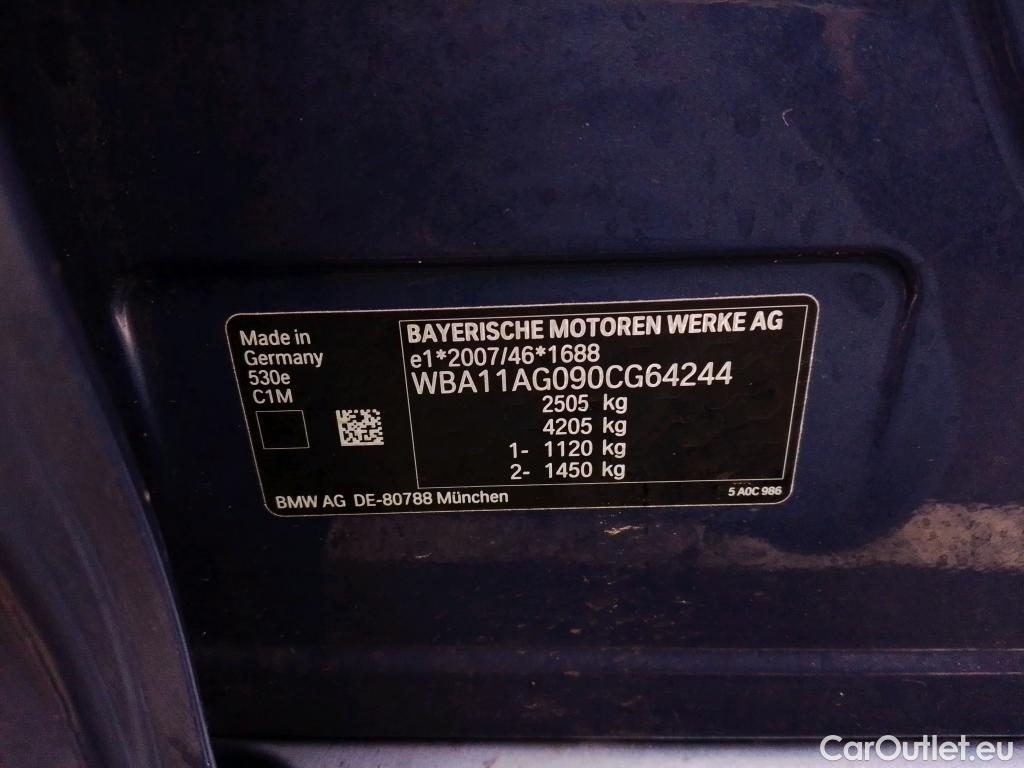 Made in
Germany
530e
C1M
BAYERISCHE MOTOREN WERKE AG
e1*2007/46*1688
WBA11AG090CG64244
2505 kg
4205 kg
1- 1120 kg
2- 1450 kg
BMW AG DE-80788 München
5 A0C 986
CarOutlet.eu